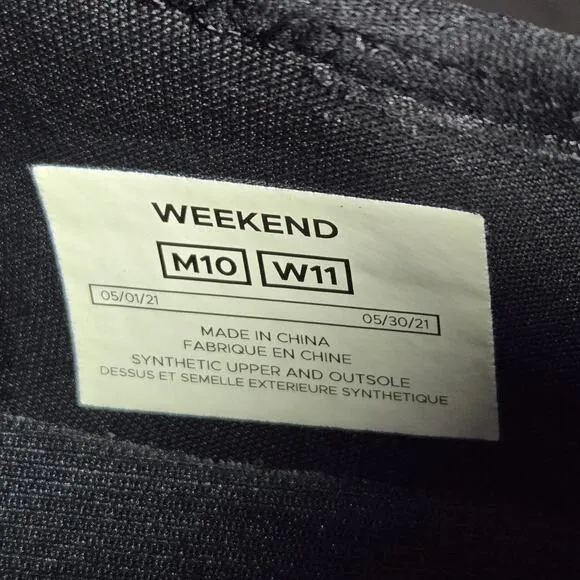 WEEKEND
M10 W11
05/01/21 05/30/21
MADE IN CHINA
FABRIQUE EN CHINE
SYNTHETIC UPPER AND OUTSOLE
DESSUS ET SEMELLE EXTERIEURE SYNTHETIQUE